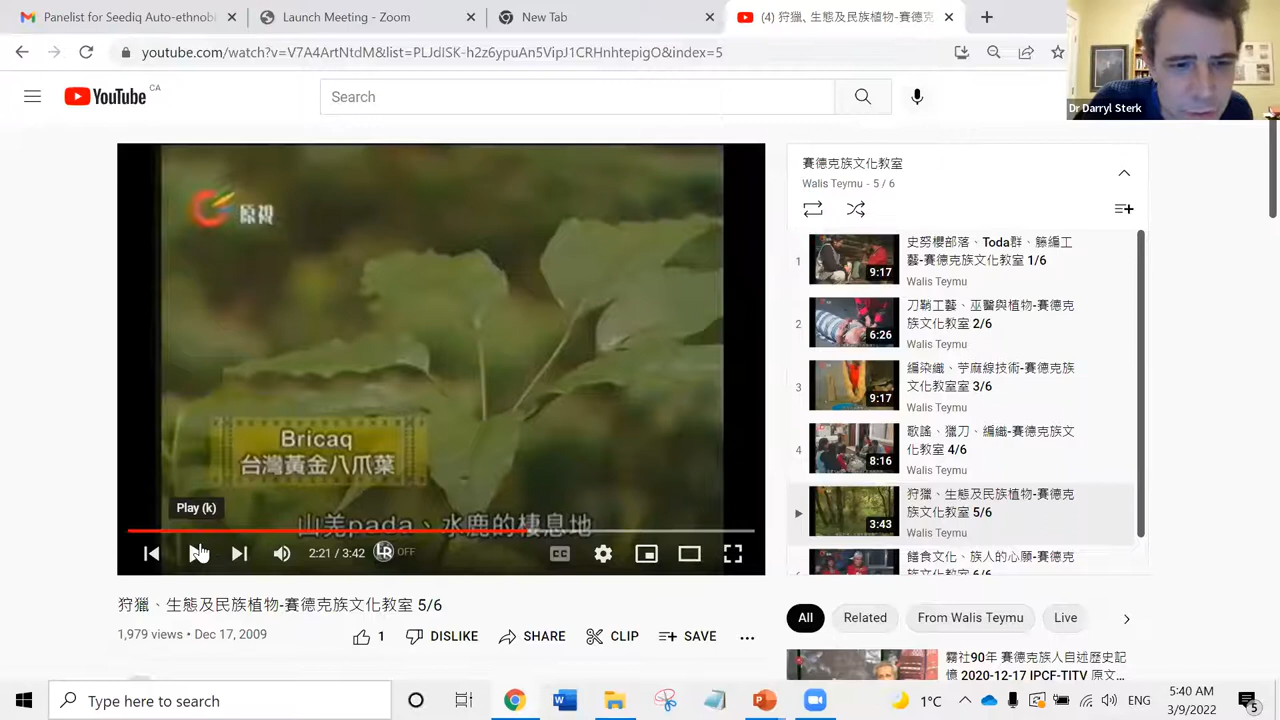 Panelist for Seediq Auto-ethn
Launch Meeting - Zoom
New Tab
(4) 狩獵、生態及民族植物-賽德克
youtube.com/watch?v=V7A4ArtNtdM&list=PLJdiSK-h2z6ypuAn5VipJ1CRHnhtepigO&index=5
YouTube CA
Search
Dr Darryl Sterk
原視
Bricaq
台灣黃金八爪葉
山羌pada、水鹿的棲息地
Play (k)
2:21 / 3:42
OFF
CC
賽德克族文化教室
Walis Teymu - 5 / 6
1
9:17
史努櫻部落、Toda群、籐編工
藝-賽德克族文化教室 1/6
Walis Teymu
2
6:26
刀鞘工藝、巫醫與植物-賽德克
族文化教室 2/6
Walis Teymu
3
9:17
編染織、苧麻線技術-賽德克族
文化教室室 3/6
Walis Teymu
4
8:16
歌謠、獵刀、編織-賽德克族文
化教室 4/6
Walis Teymu
3:43
狩獵、生態及民族植物-賽德克
族文化教室 5/6
Walis Teymu
餚食文化、族人的心願-賽德克
族文化教室 6/6
狩獵、生態及民族植物-賽德克族文化教室 5/6
1,979 views • Dec 17, 2009
1
DISLIKE
SHARE
CLIP
SAVE
All
Related
From Walis Teymu
Live
霧社90年 賽德克族人自述歷史記
憶 2020-12-17 IPCF-TITV 原文...
Type here to search
1°C
ENG
5:40 AM
3/9/2022
5